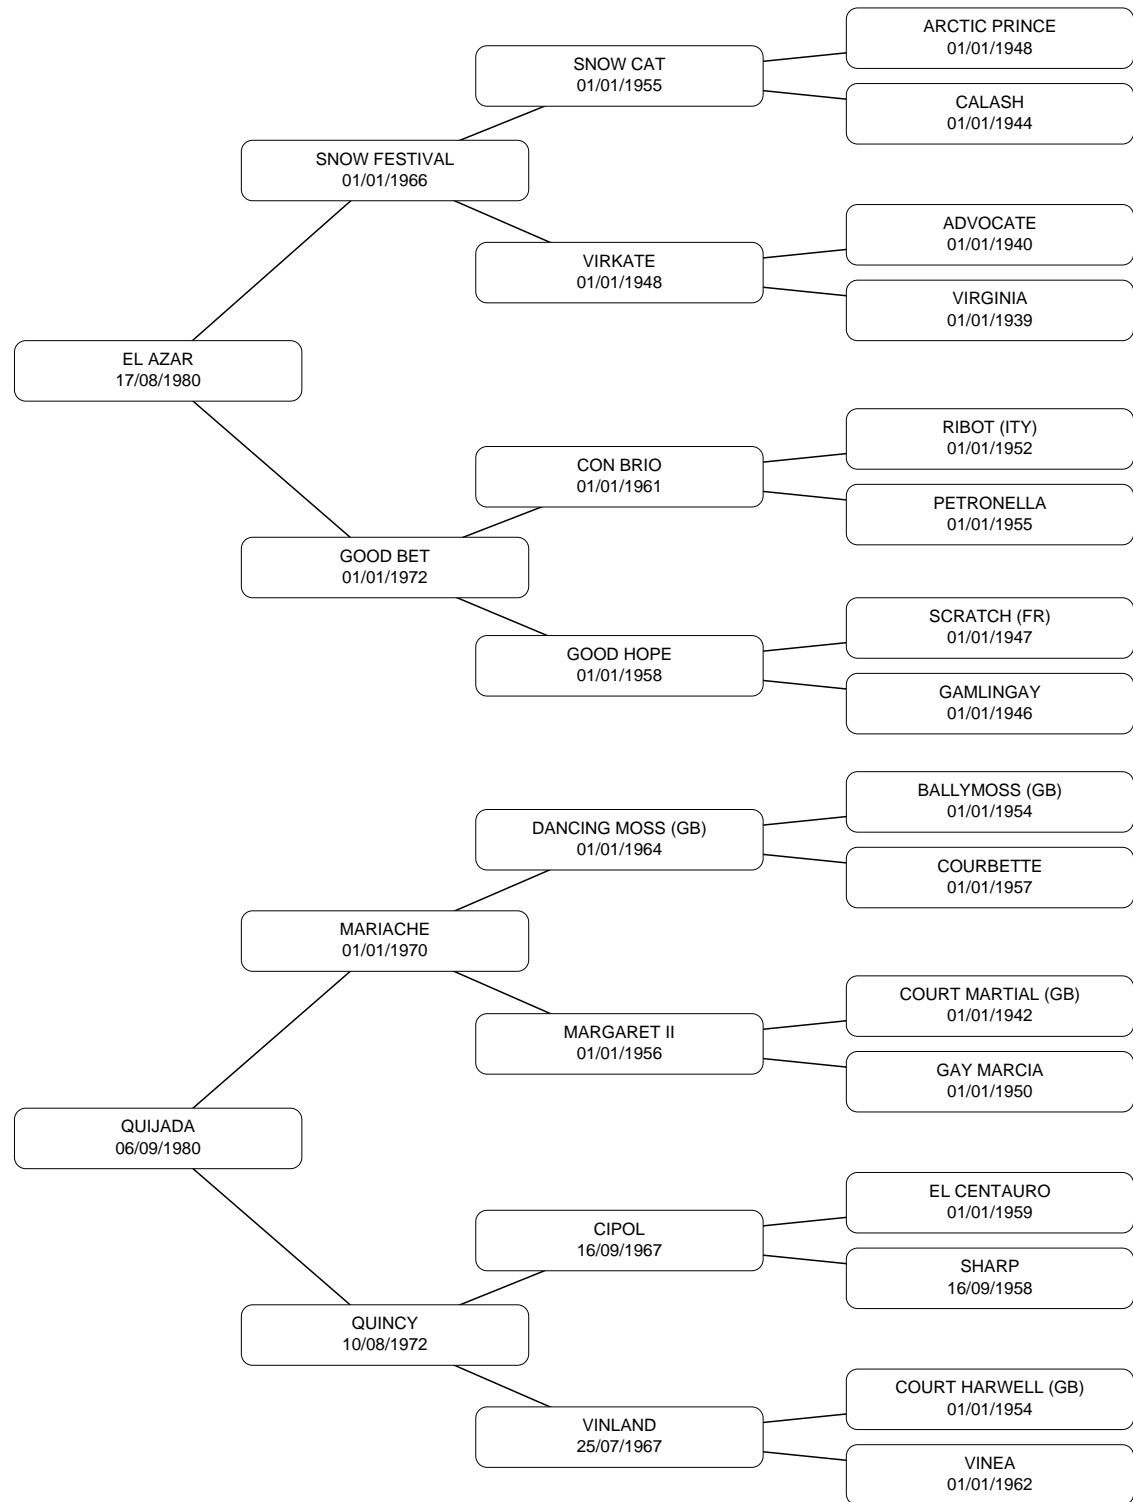 ARCTIC PRINCE
01/01/1948
SNOW CAT
01/01/1955
CALASH
01/01/1944
SNOW FESTIVAL
01/01/1966
ADVOCATE
01/01/1940
VIRKATE
01/01/1948
VIRGINIA
01/01/1939
EL AZAR
17/08/1980
RIBOT (ITY)
01/01/1952
CON BRIO
01/01/1961
PETRONELLA
01/01/1955
GOOD BET
01/01/1972
SCRATCH (FR)
01/01/1947
GOOD HOPE
01/01/1958
GAMLINGAY
01/01/1946
BALLYMOSS (GB)
01/01/1954
DANCING MOSS (GB)
01/01/1964
COURBETTE
01/01/1957
MARIACHE
01/01/1970
COURT MARTIAL (GB)
01/01/1942
MARGARET II
01/01/1956
GAY MARCIA
01/01/1950
QUIJADA
06/09/1980
EL CENTAURO
01/01/1959
CIPOL
16/09/1967
SHARP
16/09/1958
QUINCY
10/08/1972
COURT HARWELL (GB)
01/01/1954
VINLAND
25/07/1967
VINEA
01/01/1962